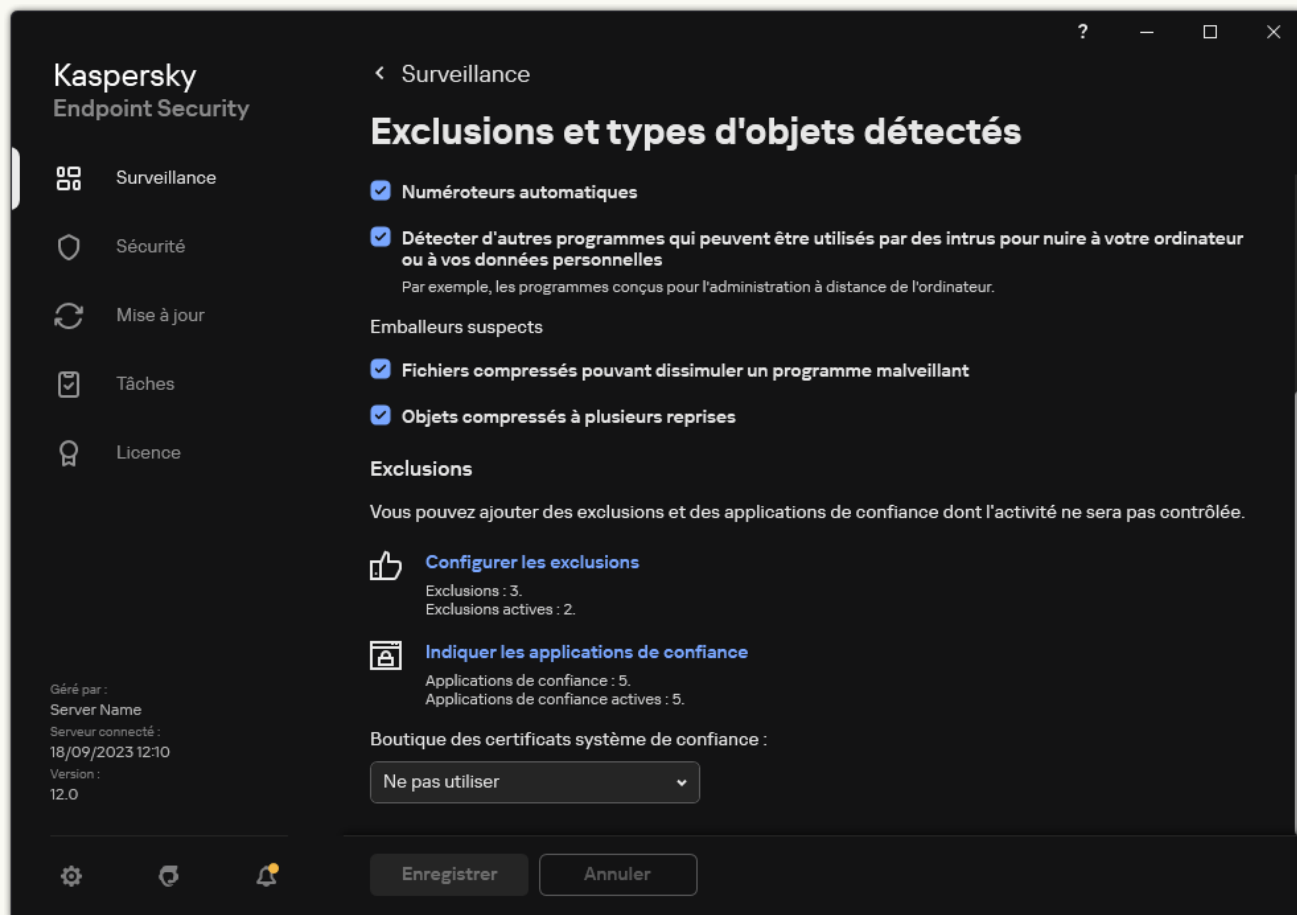 ?
Kaspersky
Endpoint Security
Surveillance
Sécurité
Mise à jour
Tâches
Licence
Géré par :
Server Name
Serveur connecté :
18/09/2023 12:10
Version :
12.0
Surveillance
Exclusions et types d'objets détectés
Numéroteurs automatiques
Détecter d'autres programmes qui peuvent être utilisés par des intrus pour nuire à votre ordinateur
ou à vos données personnelles
Par exemple, les programmes conçus pour l'administration à distance de l'ordinateur.
Emballeurs suspects
Fichiers compressés pouvant dissimuler un programme malveillant
Objets compressés à plusieurs reprises
Exclusions
Vous pouvez ajouter des exclusions et des applications de confiance dont l'activité ne sera pas contrôlée.
Configurer les exclusions
Exclusions : 3.
Exclusions actives : 2.
Indiquer les applications de confiance
Applications de confiance : 5.
Applications de confiance actives : 5.
Boutique des certificats système de confiance :
Ne pas utiliser
Enregistrer
Annuler